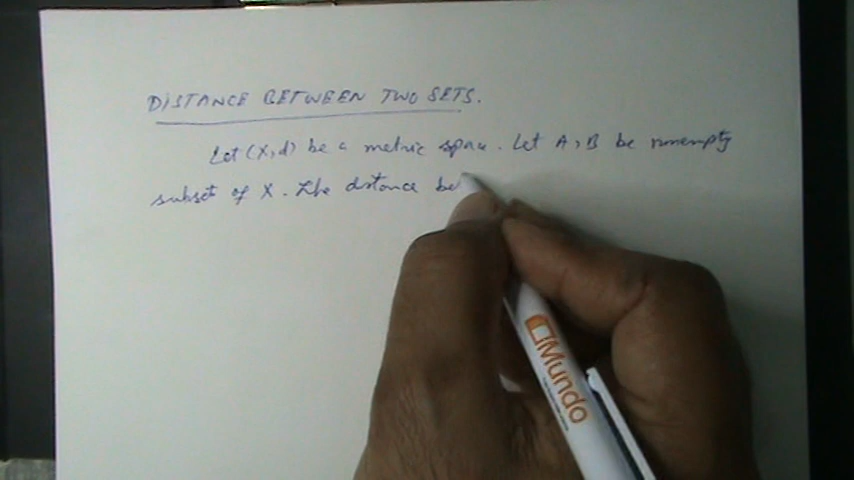 DISTANCE BETWEEN TWO SETS.
Let (X,d) be a metric space. Let A, B be nonempty
subset of X. The distance be
Mundo